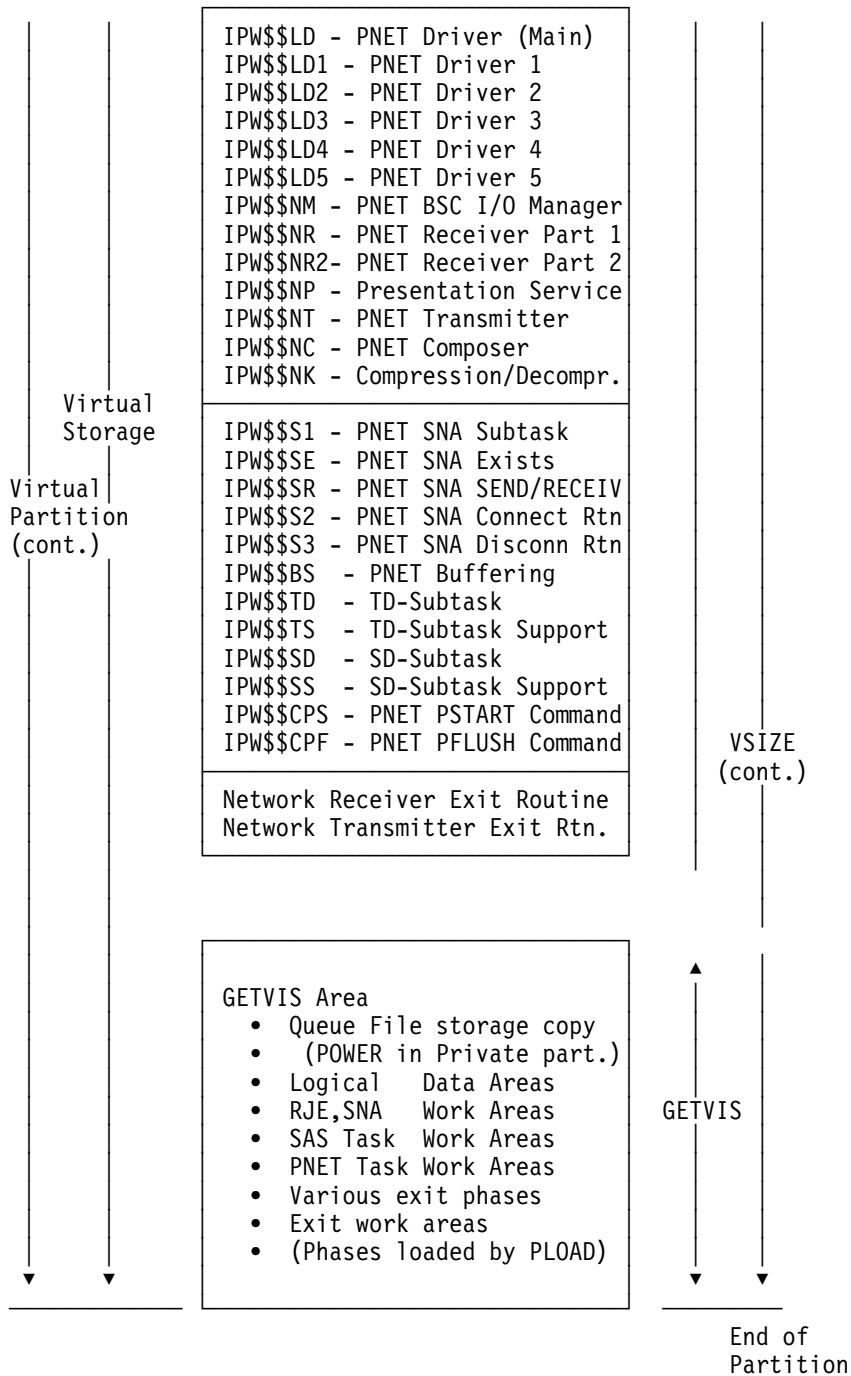 IPW$$LD - PNET Driver (Main)
IPW$$LD1 - PNET Driver 1
IPW$$LD2 - PNET Driver 2
IPW$$LD3 - PNET Driver 3
IPW$$LD4 - PNET Driver 4
IPW$$LD5 - PNET Driver 5
IPW$$NM - PNET BSC I/O Manager
IPW$$NR - PNET Receiver Part 1
IPW$$NR2- PNET Receiver Part 2
IPW$$NP - Presentation Service
IPW$$NT - PNET Transmitter
IPW$$NC - PNET Composer
IPW$$NK - Compression/Decompr.
Virtual
Storage
IPW$$S1 - PNET SNA Subtask
IPW$$SE - PNET SNA Exists
IPW$$SR - PNET SNA SEND/RECEIV
IPW$$S2 - PNET SNA Connect Rtn
IPW$$S3 - PNET SNA Disconn Rtn
IPW$$BS - PNET Buffering
IPW$$TD - TD-Subtask
IPW$$TS - TD-Subtask Support
IPW$$SD - SD-Subtask
IPW$$SS - SD-Subtask Support
IPW$$CPS - PNET PSTART Command
IPW$$CPF - PNET PFLUSH Command
Virtual
Partition
(cont.)
VSIZE
(cont.)
Network Receiver Exit Routine
Network Transmitter Exit Rtn.
GETVIS Area
• Queue File storage copy
• (POWER in Private part.)
• Logical Data Areas
• RJE,SNA Work Areas
• SAS Task Work Areas
• PNET Task Work Areas
• Various exit phases
• Exit work areas
• (Phases loaded by PLOAD)
GETVIS
End of
Partition